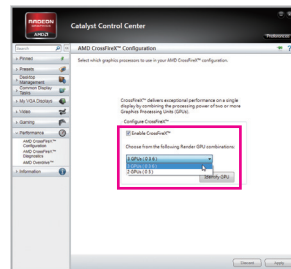 RADEON
GRAPHICS
AMD
Catalyst Control Center
Preferences
Search
AMD CrossFireX™ Configuration
Pinned
Presets
Desktop
Management
Common Display
Tasks
My VGA Displays
Video
Gaming
Performance
AMD CrossFireX™
Configuration
AMD CrossFireX™
Diagnostics
AMD Overdrive™
Information
Select which graphics processors to use in your AMD CrossFireX™ configuration.
CrossFireX™ delivers exceptional performance on a single
display by combining the processing power of two or more
Graphics Processing Units (GPUs).
Configure CrossFireX™
Enable CrossFireX™
Choose from the following Render GPU combinations:
Identify GPU
Discard
Apply